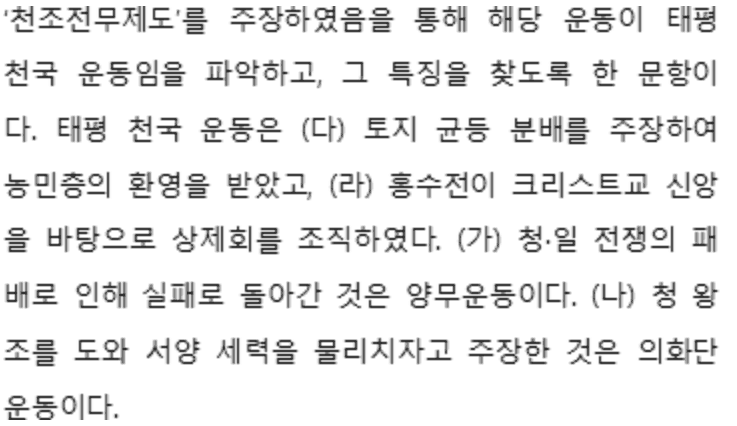 ‘천조전무제도’를 주장하였음을 통해 해당 운동이 태평
천국 운동임을 파악하고, 그 특징을 찾도록 한 문항이
다. 태평 천국 운동은 (다) 토지 균등 분배를 주장하여
농민층의 환영을 받았고, (라) 홍수전이 크리스트교 신앙
을 바탕으로 상제회를 조직하였다. (가) 청·일 전쟁의 패
배로 인해 실패로 돌아간 것은 양무운동이다. (나) 청 왕
조를 도와 서양 세력을 물리치자고 주장한 것은 의화단
운동이다.